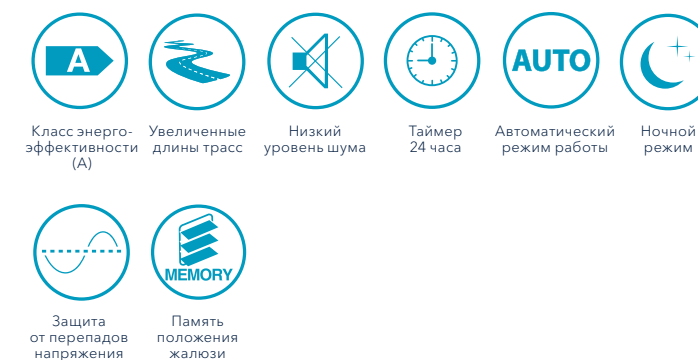 A
AUTO
Класс энерго-
эффективности
(A)
Увеличенные
длины трасс
Низкий
уровень шума
Таймер
24 часа
Автоматический
режим работы
Ночной
режим
MEMORY
Защита
от перепадов
напряжения
Память
положения
жалюзи